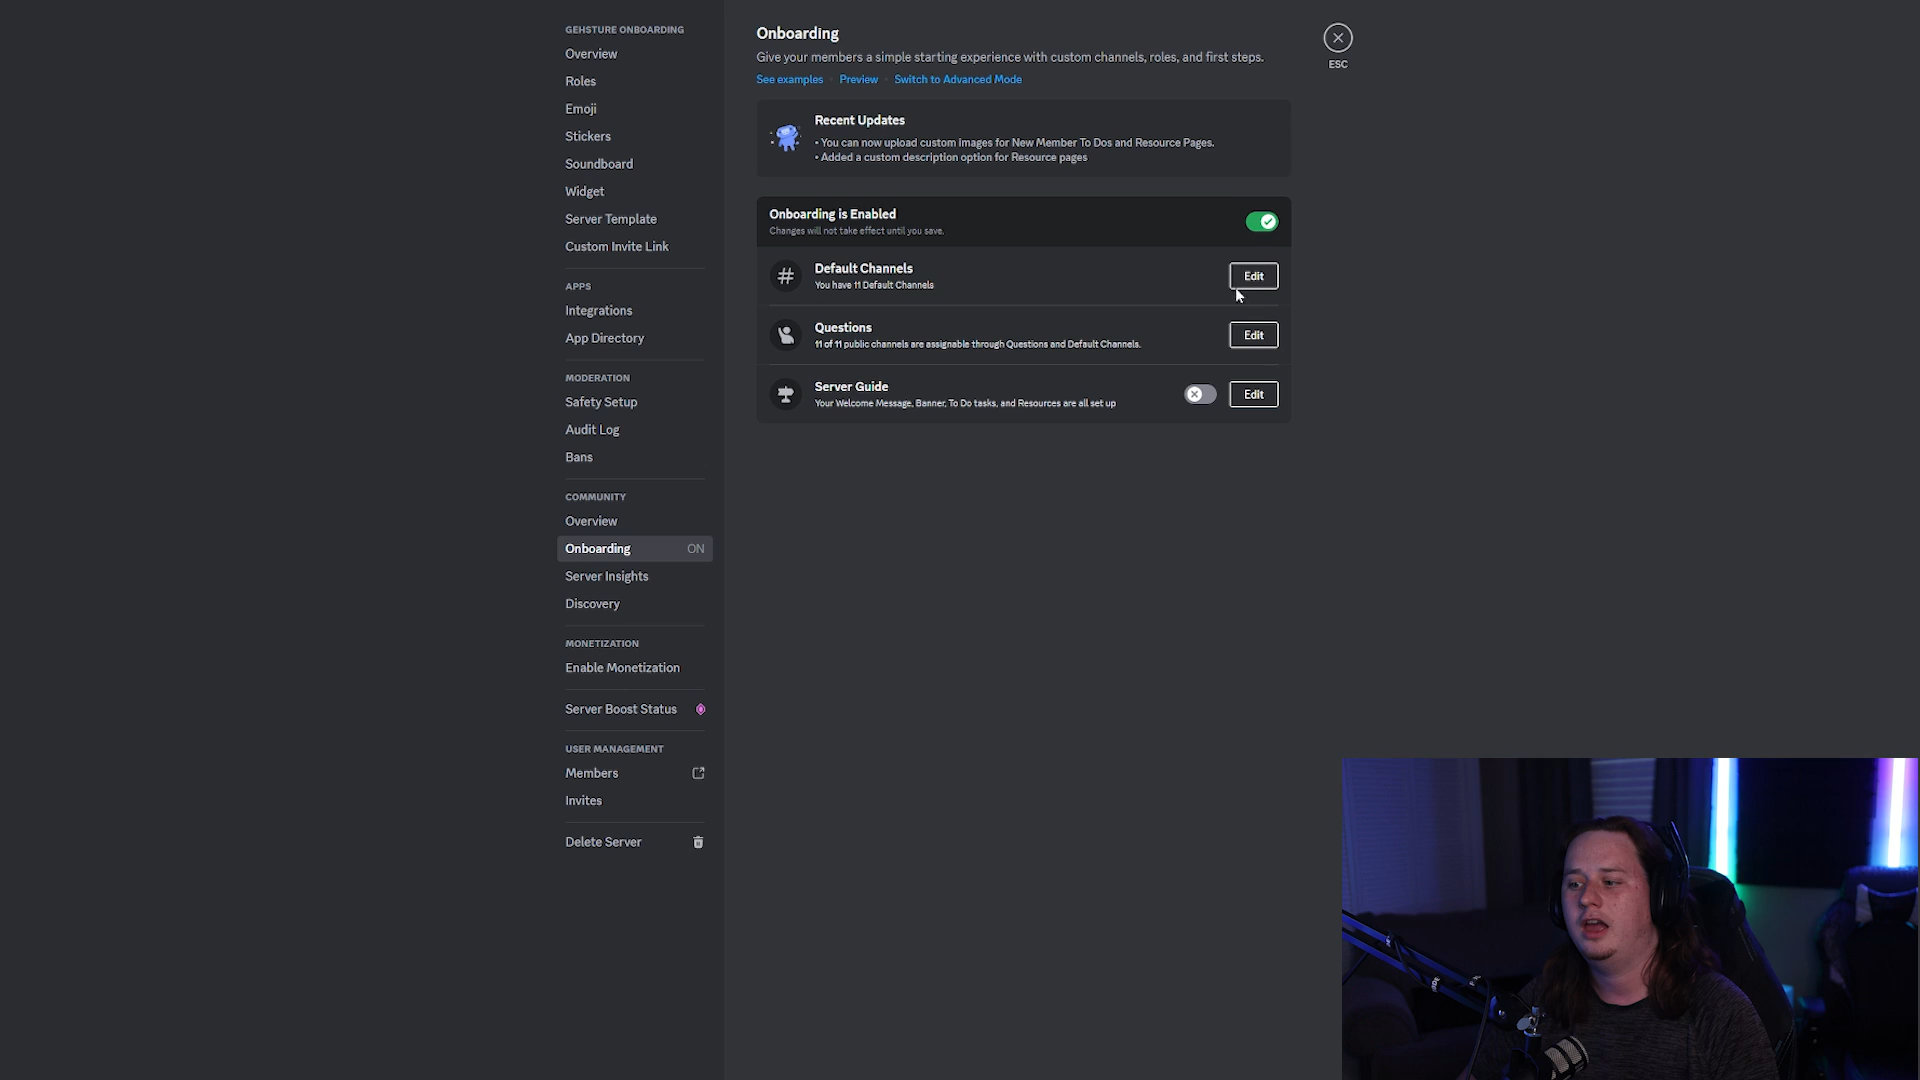 GEHSTURE ONBOARDING
Overview
Roles
Emoji
Stickers
Soundboard
Widget
Server Template
Custom Invite Link
APPS
Integrations
App Directory
MODERATION
Safety Setup
Audit Log
Bans
COMMUNITY
Overview
Onboarding ON
Server Insights
Discovery
MONETIZATION
Enable Monetization
Server Boost Status
USER MANAGEMENT
Members
Invites
Delete Server
Onboarding
Give your members a simple starting experience with custom channels, roles, and first steps.
See examples Preview Switch to Advanced Mode
ESC
Recent Updates
• You can now upload custom images for New Member To Dos and Resource Pages.
• Added a custom description option for Resource pages
Onboarding is Enabled
Changes will not take effect until you save.
Default Channels
You have 11 Default Channels
Edit
Questions
11 of 11 public channels are assignable through Questions and Default Channels.
Edit
Server Guide
Your Welcome Message, Banner, To Do tasks, and Resources are all set up
Edit